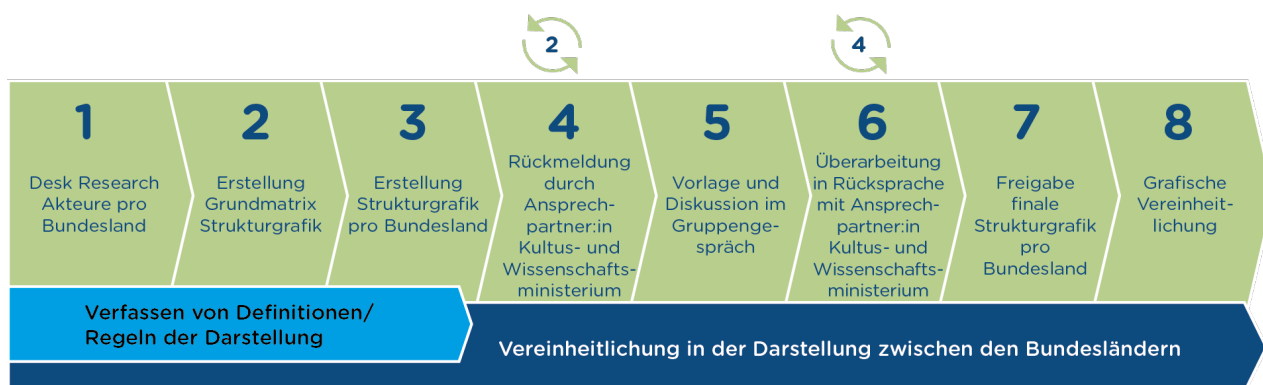 2
4
1
Desk Research
Akteure pro
Bundesland
2
Erstellung
Grundmatrix
Strukturgrafik
3
Erstellung
Strukturgrafik
pro Bundesland
4
Rückmeldung
durch
Ansprech-
partner:in
Kultus- und
Wissenschafts-
ministerium
5
Vorlage und
Diskussion im
Gruppenge-
spräch
6
Überarbeitung
in Rücksprache
mit Ansprech-
partner:in
Kultus- und
Wissenschafts-
ministerium
7
Freigabe
finale
Strukturgrafik
pro
Bundesland
8
Grafische
Vereinheit-
lichung
Verfassen von Definitionen/
Regeln der Darstellung
Vereinheitlichung in der Darstellung zwischen den Bundesländern